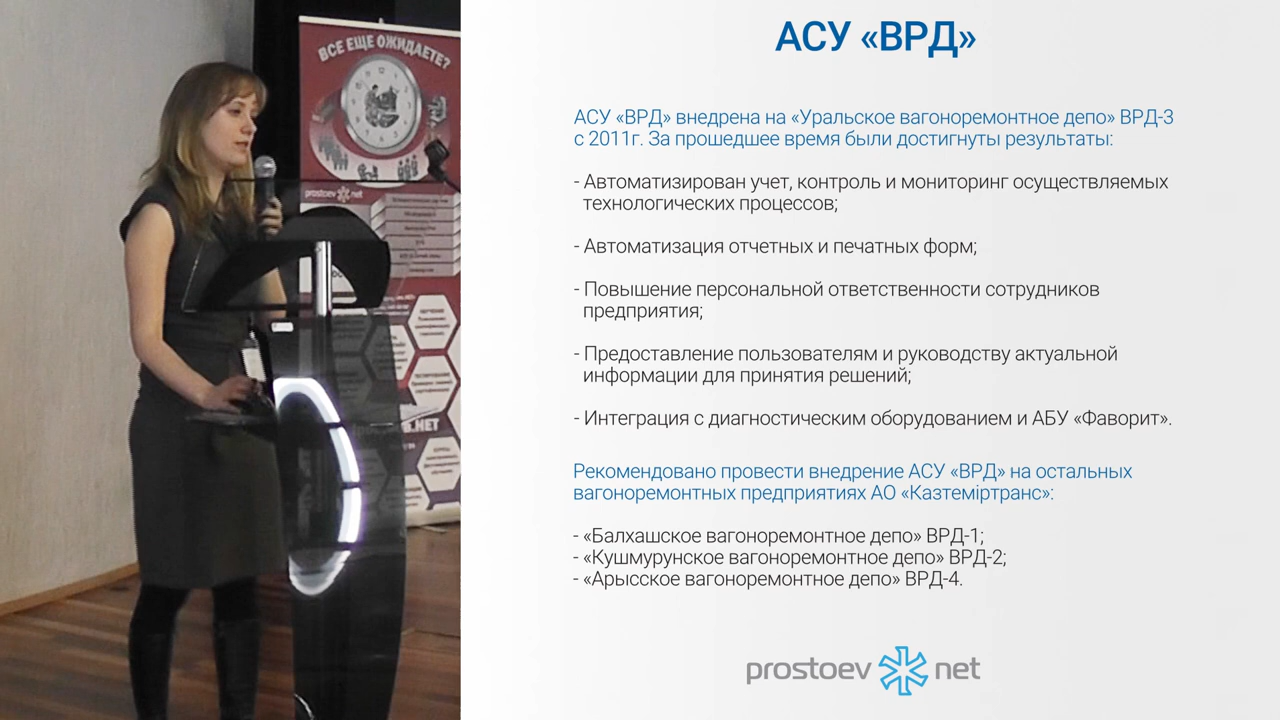 ВСЕ ЕЩЕ ОЖИДАЕТЕ?
prostoev net
АСУ «ВРД»
АСУ «ВРД» внедрена на «Уральское вагоноремонтное депо» ВРД-3
с 2011г. За прошедшее время были достигнуты результаты:
- Автоматизирован учет, контроль и мониторинг осуществляемых
технологических процессов;
- Автоматизация отчетных и печатных форм;
- Повышение персональной ответственности сотрудников
предприятия;
- Предоставление пользователям и руководству актуальной
информации для принятия решений;
- Интеграция с диагностическим оборудованием и АБУ «Фаворит».
Рекомендовано провести внедрение АСУ «ВРД» на остальных
вагоноремонтных предприятиях АО «Казтеміртранс»:
- «Балхашское вагоноремонтное депо» ВРД-1;
- «Кушмурунское вагоноремонтное депо» ВРД-2;
- «Арысское вагоноремонтное депо» ВРД-4.
prostoev net